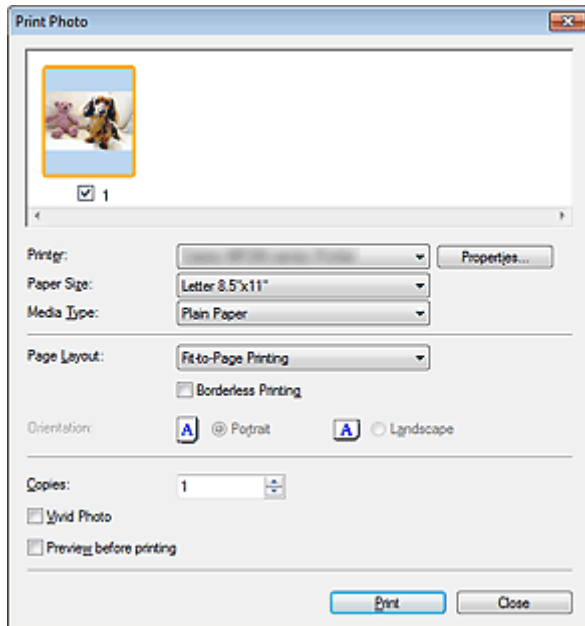 Print Photo
1
Printer:
Properties...
Paper Size: Letter 8.5"x11"
Media Type: Plain Paper
Page Layout: Fit-to-Page Printing
Borderless Printing
Orientation: A Portrait A Landscape
Copies: 1
Vivid Photo
Preview before printing
Print Close